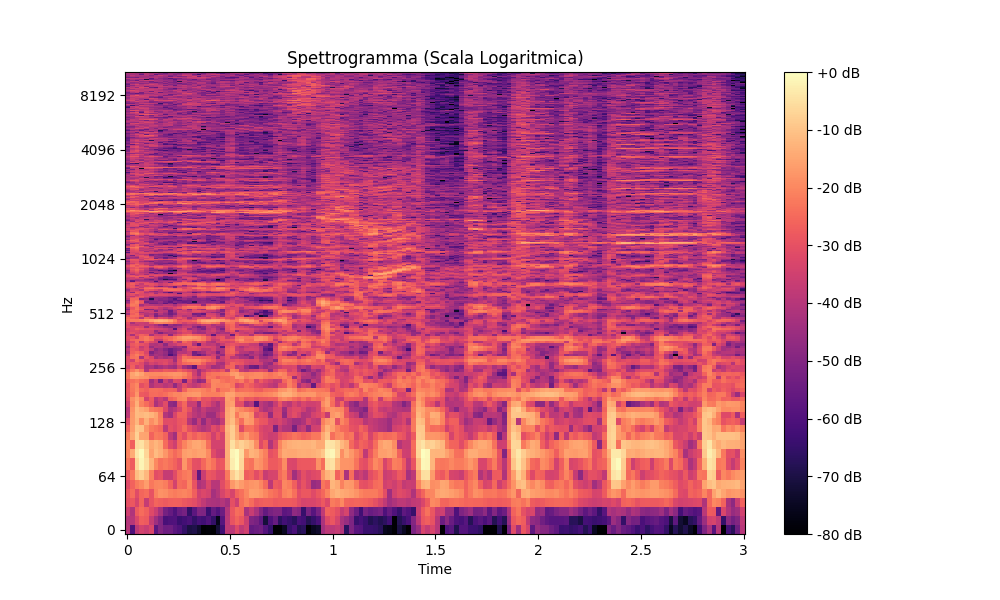 Spettrogramma (Scala Logaritmica)
Hz
8192
4096
2048
1024
512
256
128
64
0
0 0.5 1 1.5 2 2.5 3
Time
+0 dB
-10 dB
-20 dB
-30 dB
-40 dB
-50 dB
-60 dB
-70 dB
-80 dB